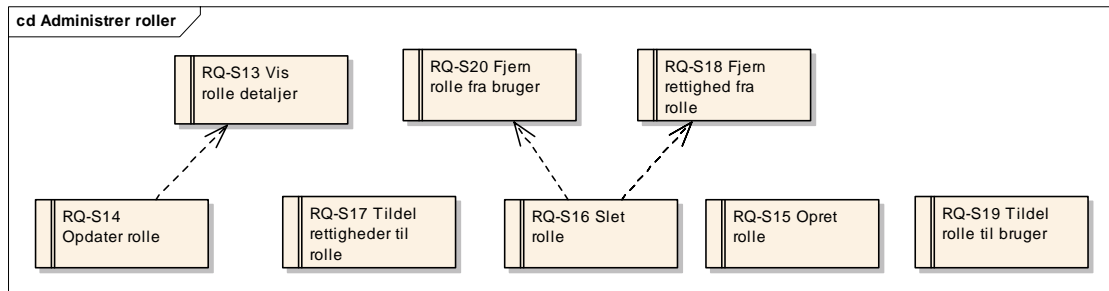 cd Administrer roller
RQ-S13 Vis
rolle detaljer
RQ-S20 Fjern
rolle fra bruger
RQ-S18 Fjern
rettighed fra
rolle
RQ-S14
Opdater rolle
RQ-S17 Tildel
rettigheder til
rolle
RQ-S16 Slet
rolle
RQ-S15 Opret
rolle
RQ-S19 Tildel
rolle til bruger